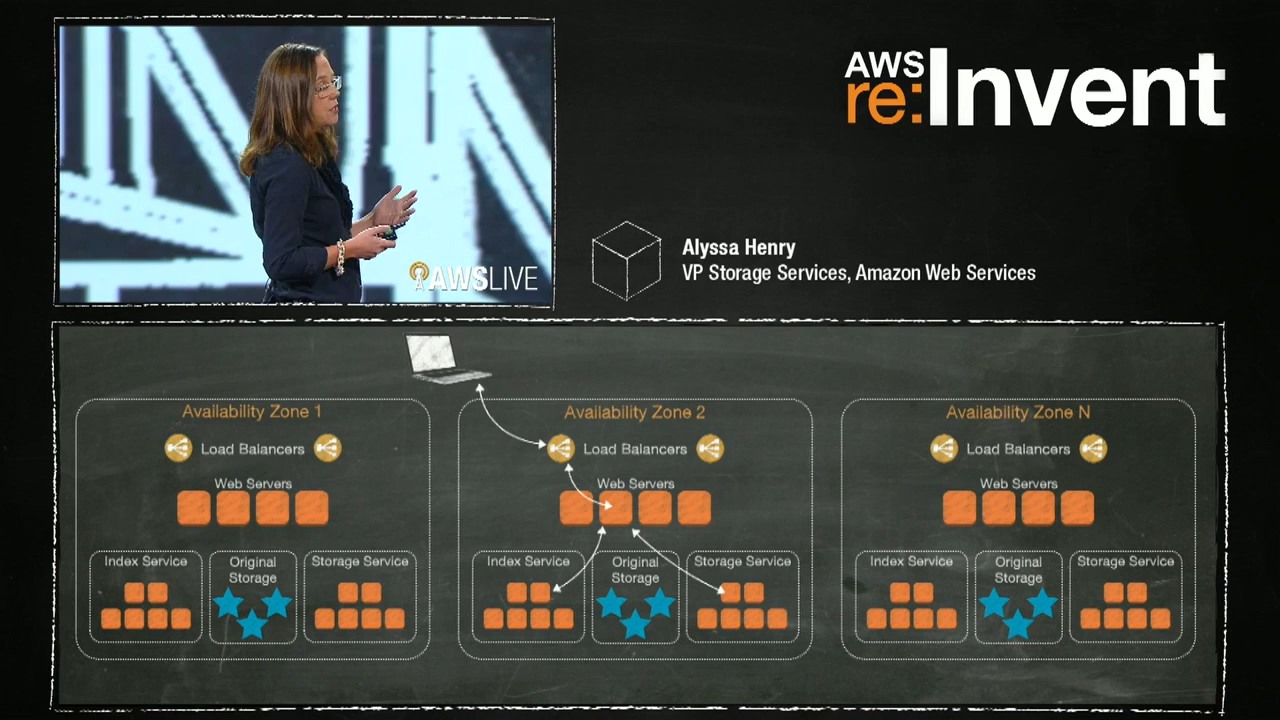 AWS
re:Invent
AWSLIVE
Alyssa Henry
VP Storage Services, Amazon Web Services
Availability Zone 1
Load Balancers
Web Servers
Index Service
Original
Storage
Storage Service
Availability Zone 2
Load Balancers
Web Servers
Index Service
Original
Storage
Storage Service
Availability Zone N
Load Balancers
Web Servers
Index Service
Original
Storage
Storage Service